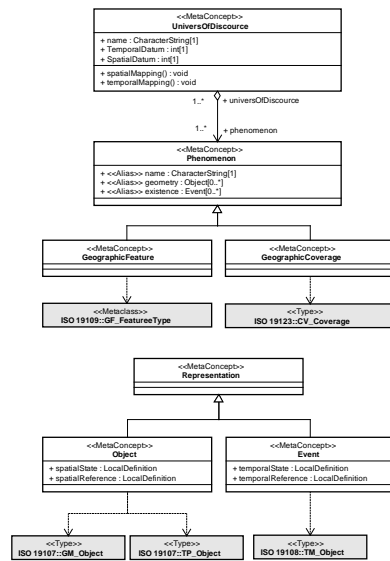 <<MetaConcept>>
UniversOfDiscource
+ name : CharacterString[1]
+ TemporalDatum : int[1]
+ SpatialDatum : int[1]
+ spatialMapping() : void
+ temporalMapping() : void
1..* + universOfDiscource
1..* + phenomenon
<<MetaConcept>>
Phenomenon
+ <<Alias>> name : CharacterString[1]
+ <<Alias>> geometry : Object[0..*]
+ <<Alias>> existence : Event[0..*]
<<MetaConcept>>
GeographicFeature
<<MetaConcept>>
GeographicCoverage
<<Metaclass>>
ISO 19109::GF_FeatureeType
<<Type>>
ISO 19123::CV_Coverage
<<MetaConcept>>
Representation
<<MetaConcept>>
Object
+ spatialState : LocalDefinition
+ spatialReference : LocalDefinition
<<MetaConcept>>
Event
+ temporalState : LocalDefinition
+ temporalReference : LocalDefinition
<<Type>>
ISO 19107::GM_Object
<<Type>>
ISO 19107::TP_Object
<<Type>>
ISO 19108::TM_Object